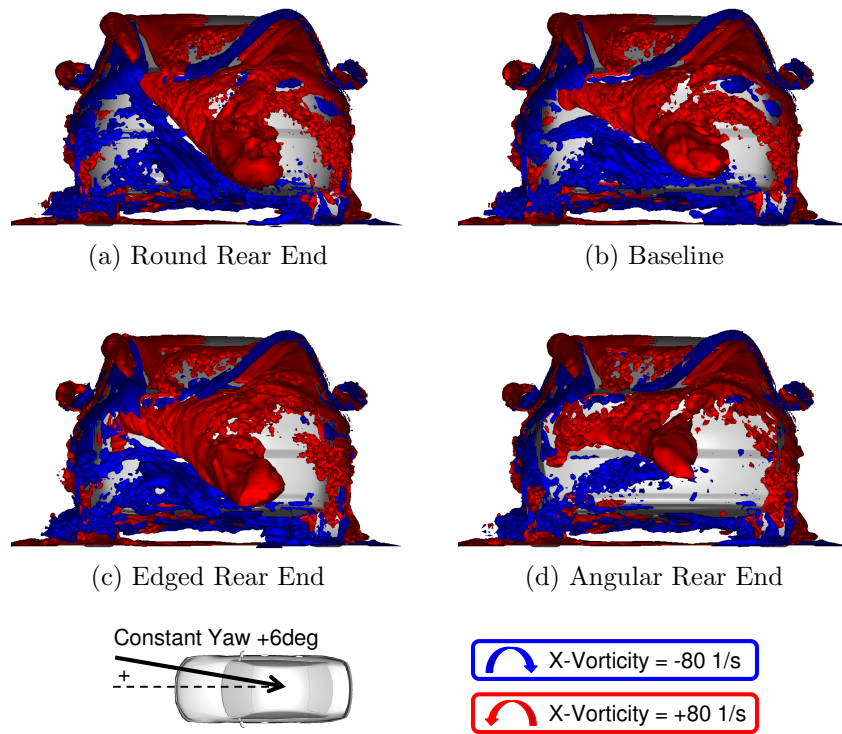 (a) Round Rear End
(b) Baseline
(c) Edged Rear End
(d) Angular Rear End
Constant Yaw +6deg
+
X-Vorticity = -80 1/s
X-Vorticity = +80 1/s